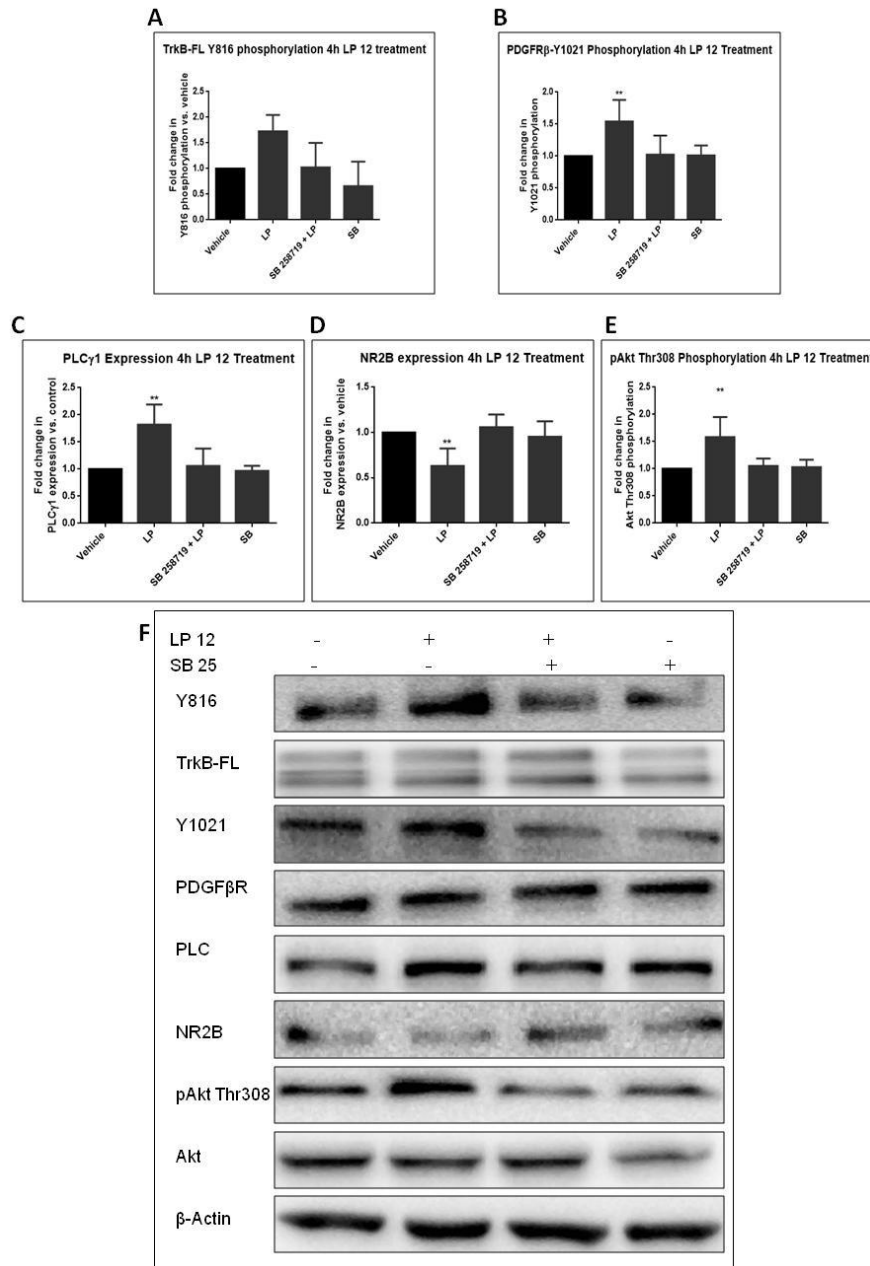 A
TrkB-FL Y816 phosphorylation 4h LP 12 treatment
Fold change in
Y816 phosphorylation vs. vehicle
2.5
2.0
1.5
1.0
0.5
0.0
Vehicle
LP
SB 258719 + LP
SB
B
PDGFRβ-Y1021 Phosphorylation 4h LP 12 Treatment
Fold change in
Y1021 phosphorylation
2.0
1.5
1.0
0.5
0.0
**
Vehicle
LP
SB 258719 + LP
SB
C
PLCγ1 Expression 4h LP 12 Treatment
Fold change in
PLCγ1 expression vs. control
2.5
2.0
1.5
1.0
0.5
0.0
**
Vehicle
LP
SB 258719 + LP
SB
D
NR2B expression 4h LP 12 Treatment
Fold change in
NR2B expression vs. vehicle
1.5
1.0
0.5
0.0
**
Vehicle
LP
SB 258719 + LP
SB
E
pAkt Thr308 Phosphorylation 4h LP 12 Treatment
Fold change in
Akt Thr308 phosphorylation
2.5
2.0
1.5
1.0
0.5
0.0
**
Vehicle
LP
SB 258719 + LP
SB
F
LP 12 - + + -
SB 25 - - + +
Y816
TrkB-FL
Y1021
PDGFβR
PLC
NR2B
pAkt Thr308
Akt
β-Actin